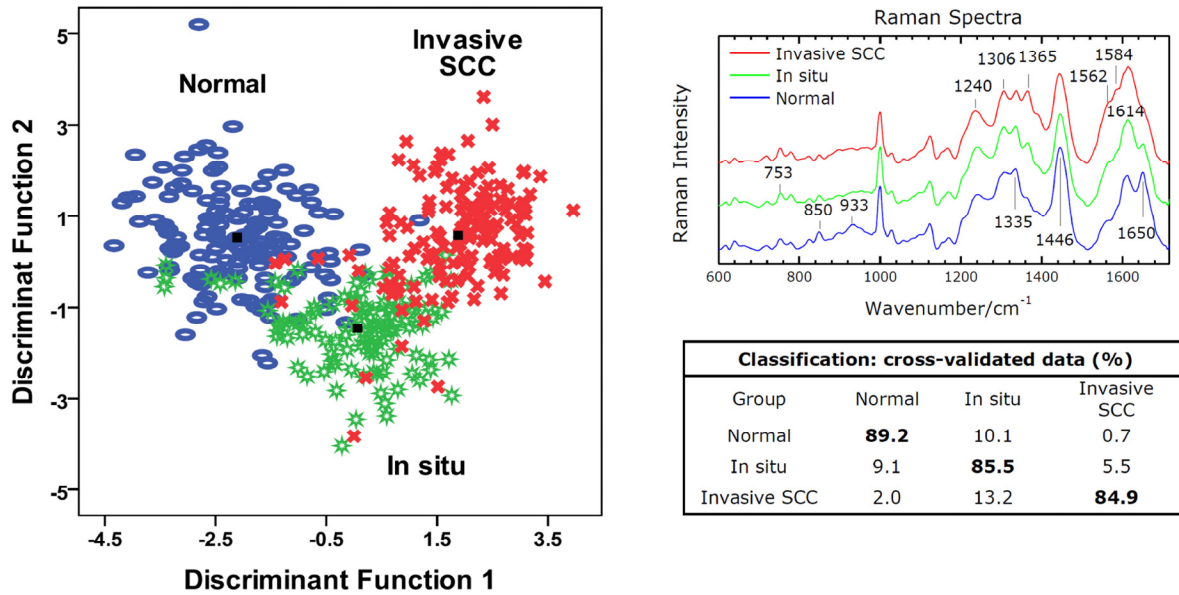 Discriminat Function 2
5
3
1
-1
-3
-5
Normal
Invasive
SCC
In situ
-4.5 -2.5 -0.5 1.5 3.5
Discriminant Function 1
Raman Spectra
Raman Intensity
Invasive SCC
In situ
Normal
1306 1365 1584
1240 1562
1614
753
850 933
1335 1446 1650
600 800 1000 1200 1400 1600
Wavenumber/cm-1
Classification: cross-validated data (%)
Group Normal In situ Invasive SCC
Normal 89.2 10.1 0.7
In situ 9.1 85.5 5.5
Invasive SCC 2.0 13.2 84.9